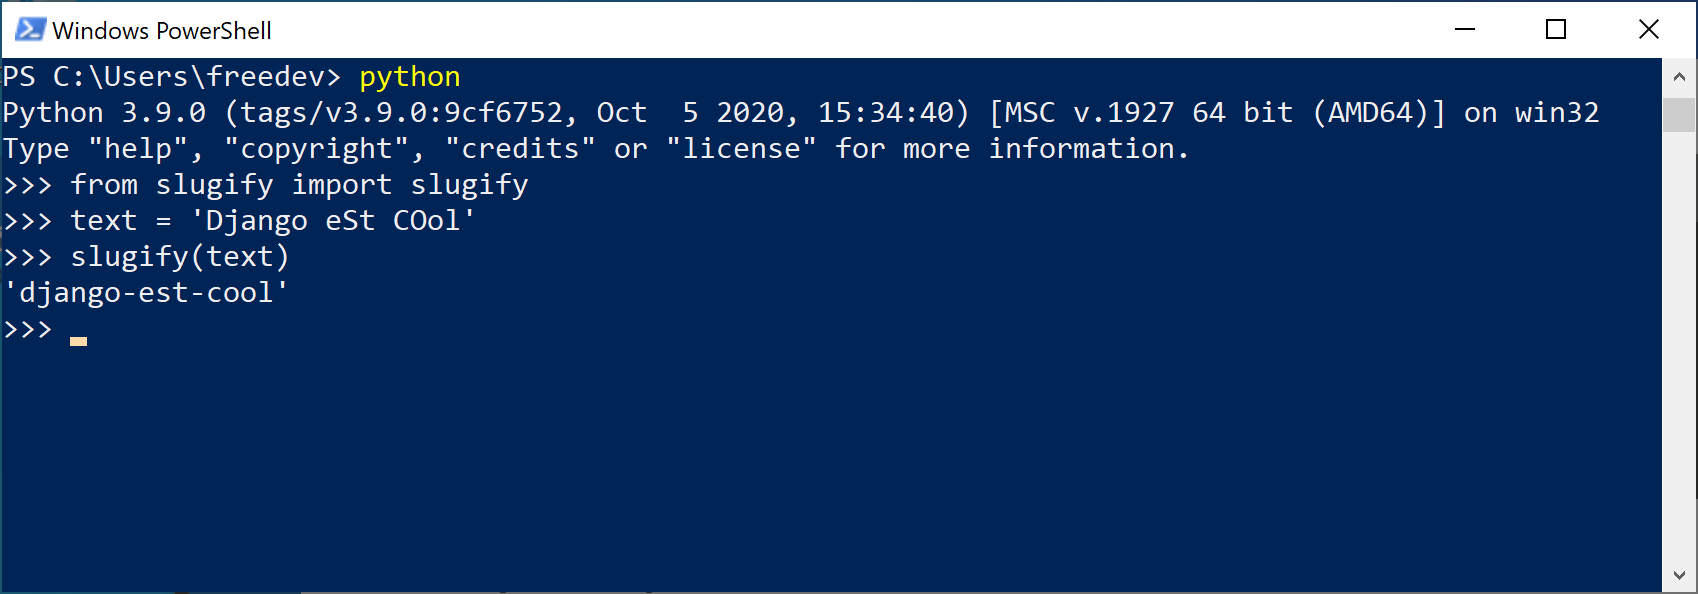 Windows PowerShell
PS C:\Users\freedev> python
Python 3.9.0 (tags/v3.9.0:9cf6752, Oct  5 2020, 15:34:40) [MSC v.1927 64 bit (AMD64)] on win32
Type "help", "copyright", "credits" or "license" for more information.
>>> from slugify import slugify
>>> text = 'Django eSt COol'
>>> slugify(text)
'django-est-cool'
>>>